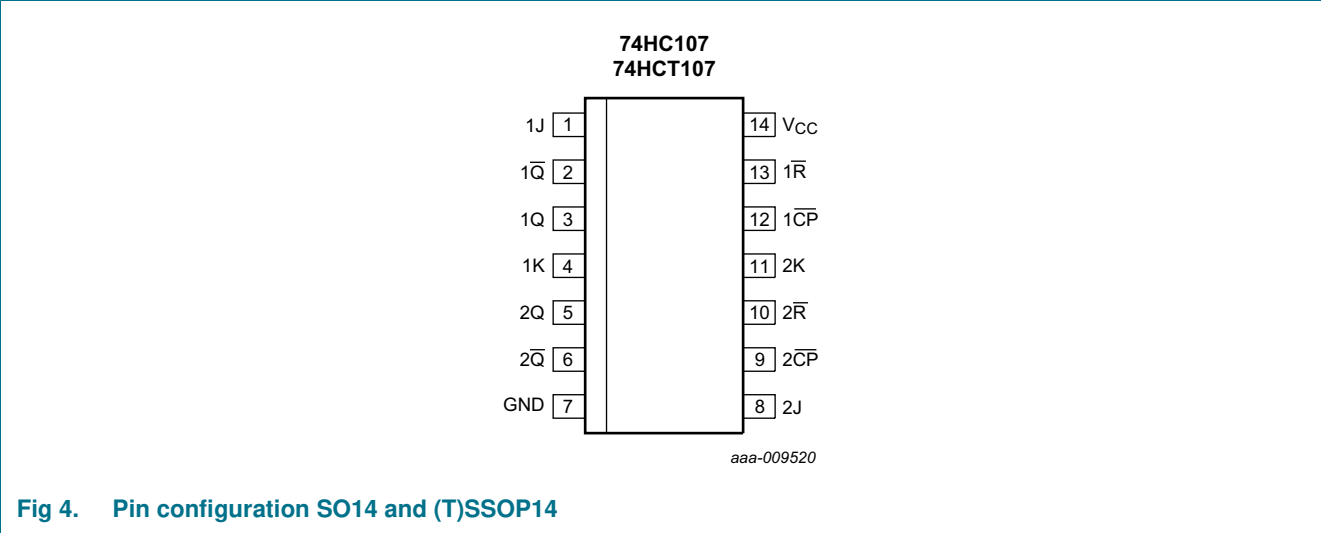 74HC107
74HCT107
1J 1
14 VCC
1Q̅ 2
13 1R̅
1Q 3
12 1C̅P̅
1K 4
11 2K
2Q 5
10 2R̅
2Q̅ 6
9 2C̅P̅
GND 7
8 2J
aaa-009520
Fig 4. Pin configuration SO14 and (T)SSOP14